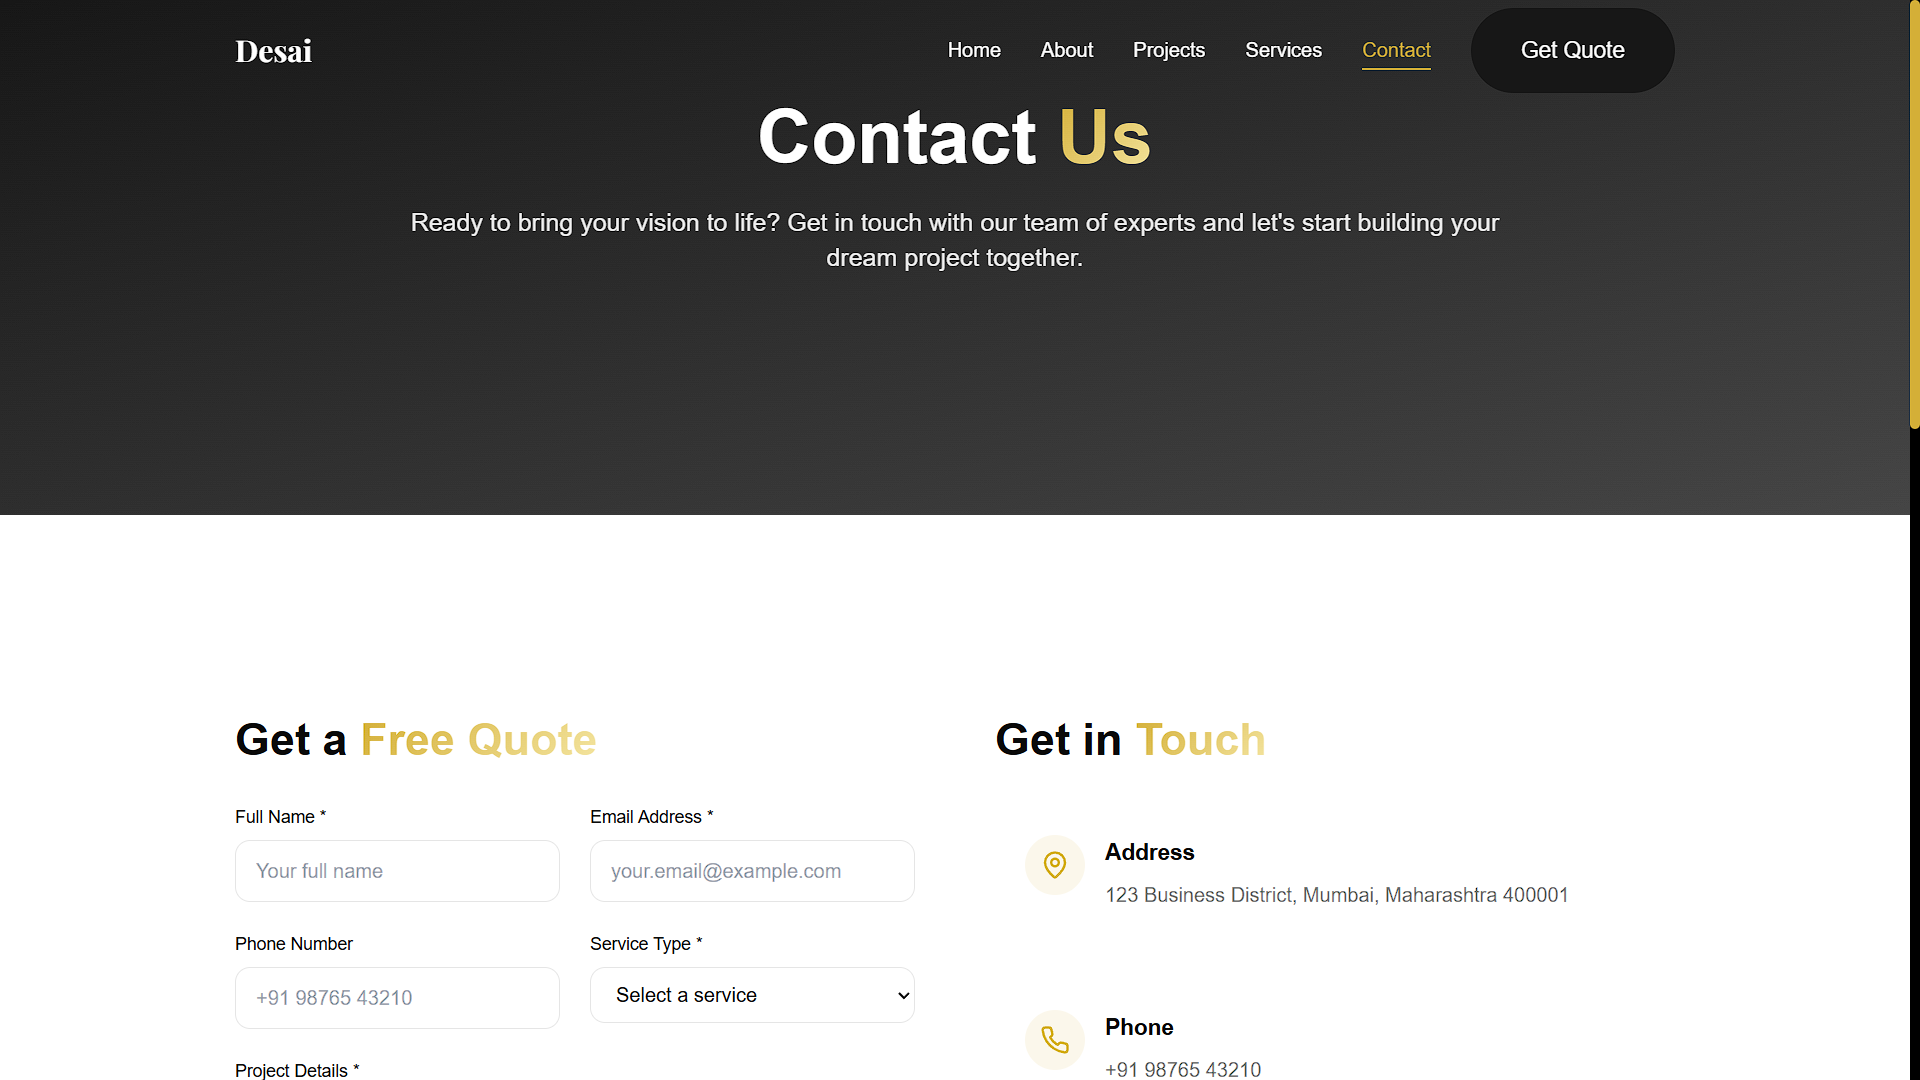 Desai
Home
About
Projects
Services
Contact
Get Quote
Contact Us
Ready to bring your vision to life? Get in touch with our team of experts and let's start building your
dream project together.
Get a Free Quote
Full Name *
Email Address *
Your full name
your.email@example.com
Phone Number
Service Type *
+91 98765 43210
Select a service
Project Details *
Get in Touch
Address
123 Business District, Mumbai, Maharashtra 400001
Phone
+91 98765 43210